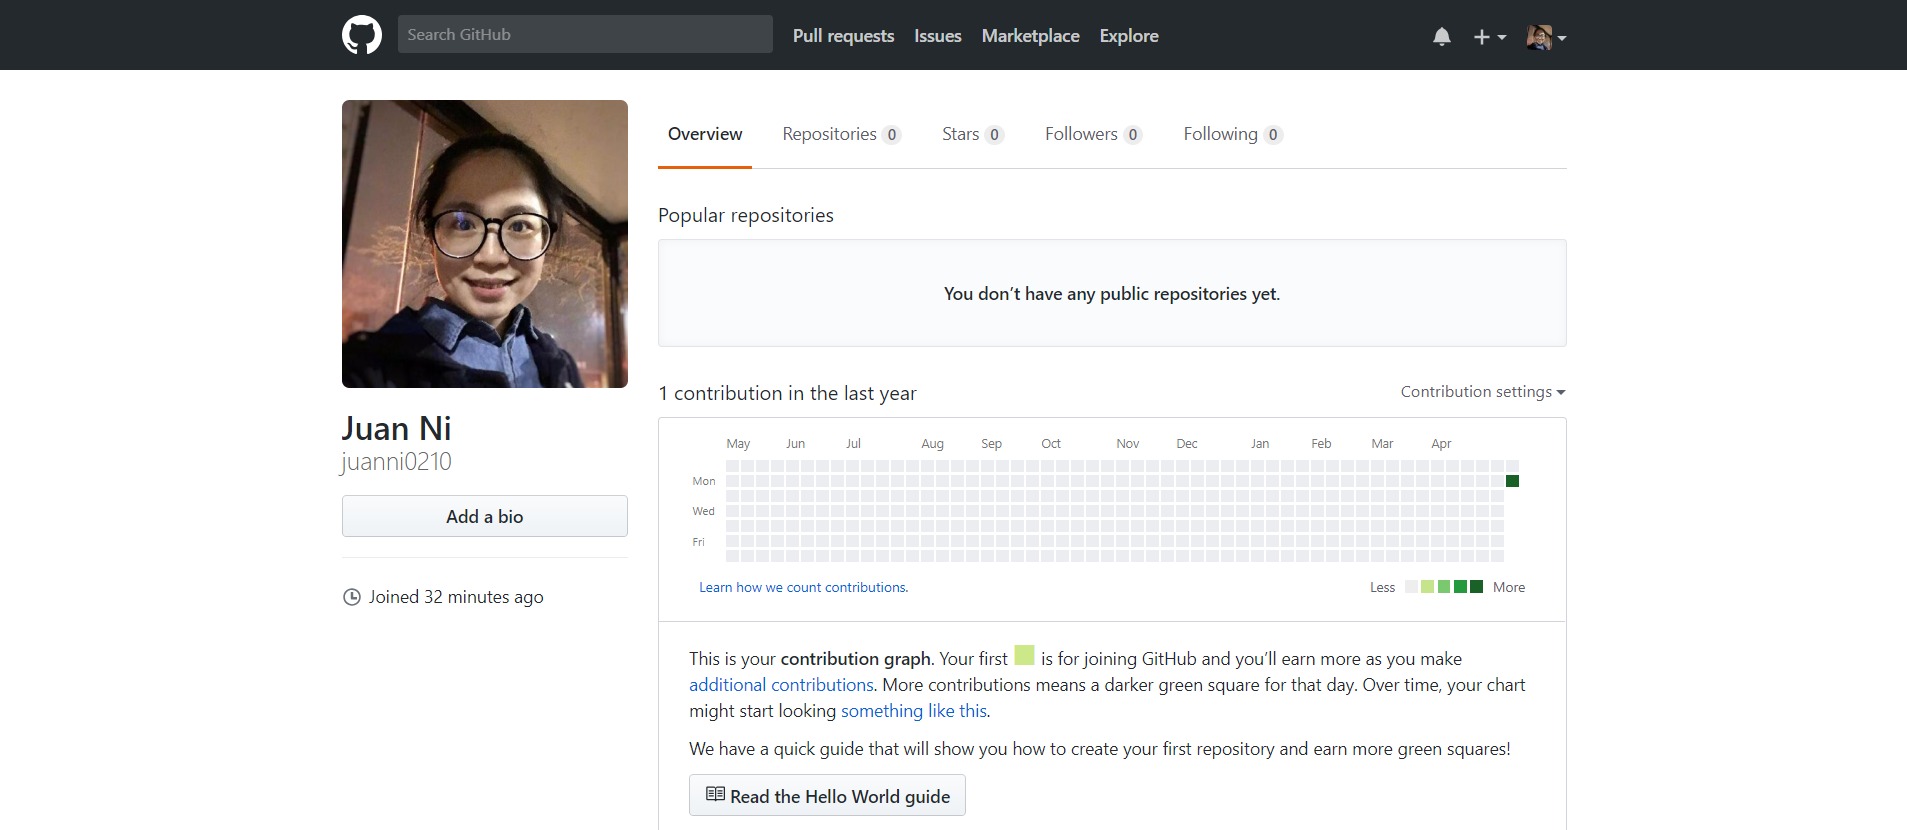 Search GitHub
Pull requests Issues Marketplace Explore
Overview Repositories 0 Stars 0 Followers 0 Following 0
Popular repositories
You don’t have any public repositories yet.
Juan Ni
juanni0210
Add a bio
Joined 32 minutes ago
1 contribution in the last year
Contribution settings
May Jun Jul Aug Sep Oct Nov Dec Jan Feb Mar Apr
Mon
Wed
Fri
Learn how we count contributions.
Less More
This is your contribution graph. Your first is for joining GitHub and you’ll earn more as you make
additional contributions. More contributions means a darker green square for that day. Over time, your chart
might start looking something like this.
We have a quick guide that will show you how to create your first repository and earn more green squares!
Read the Hello World guide